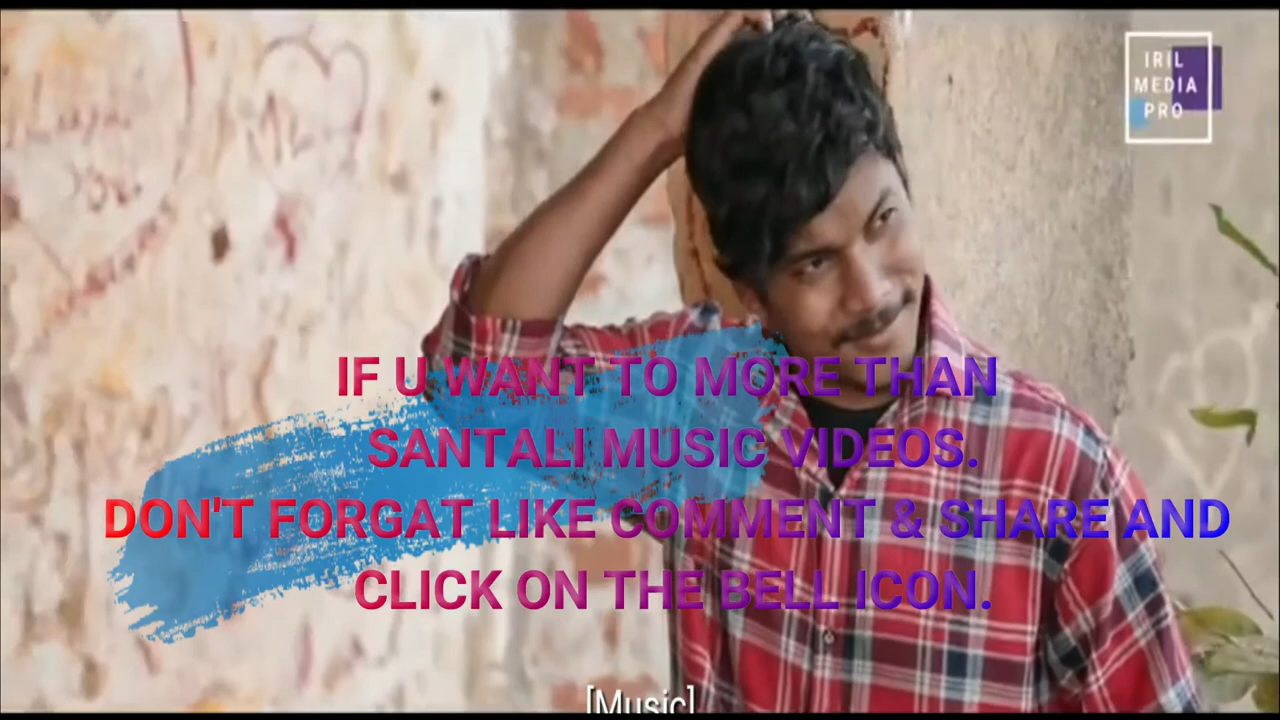 IRIL
MEDIA
PRO
IF U WANT TO MORE THAN
SANTALI MUSIC VIDEOS.
DON'T FORGAT LIKE COMMENT & SHARE AND
CLICK ON THE BELL ICON.
[Music]